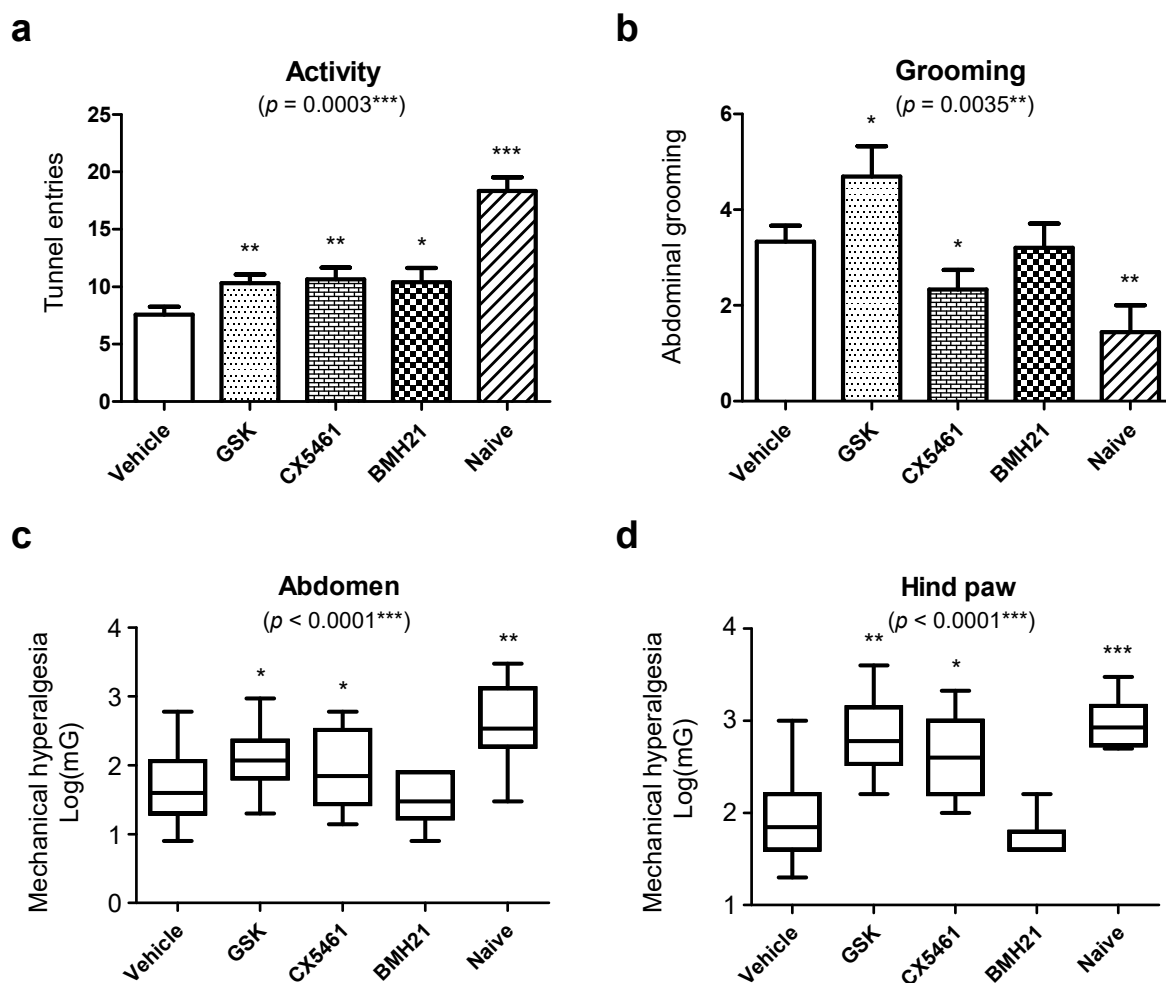 a
Activity
(p = 0.0003***)
Tunnel entries
25
20
15
10
5
0
**
**
*
***
Vehicle
GSK
CX5461
BMH21
Naive
b
Grooming
(p = 0.0035**)
Abdominal grooming
6
4
2
0
*
*
**
Vehicle
GSK
CX5461
BMH21
Naive
c
Abdomen
(p < 0.0001***)
Mechanical hyperalgesia
Log(mG)
4
3
2
1
0
*
*
**
Vehicle
GSK
CX5461
BMH21
Naive
d
Hind paw
(p < 0.0001***)
Mechanical hyperalgesia
Log(mG)
4
3
2
1
**
*
***
Vehicle
GSK
CX5461
BMH21
Naive